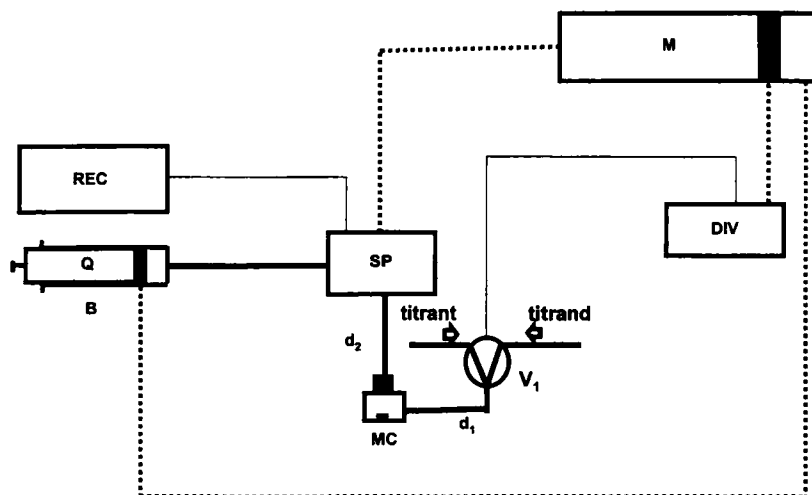 M
REC
DIV
Q
SP
B
titrant
titrand
d₂
V₁
MC
d₁